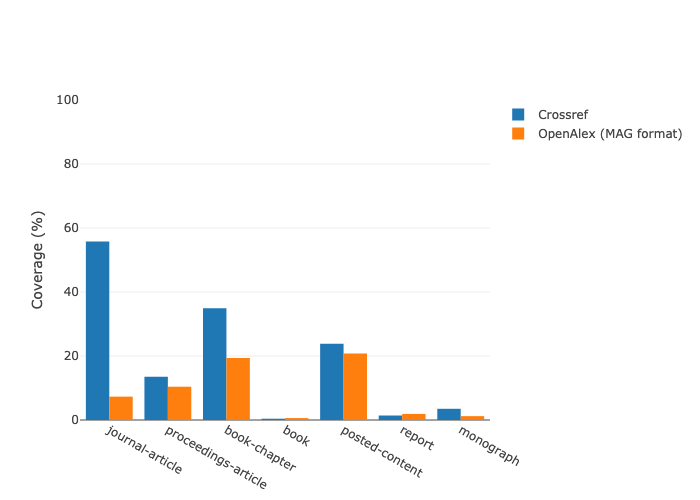 100
80
60
40
20
0
Coverage (%)
journal-article
proceedings-article
book-chapter
book
posted-content
report
monograph
Crossref
OpenAlex (MAG format)